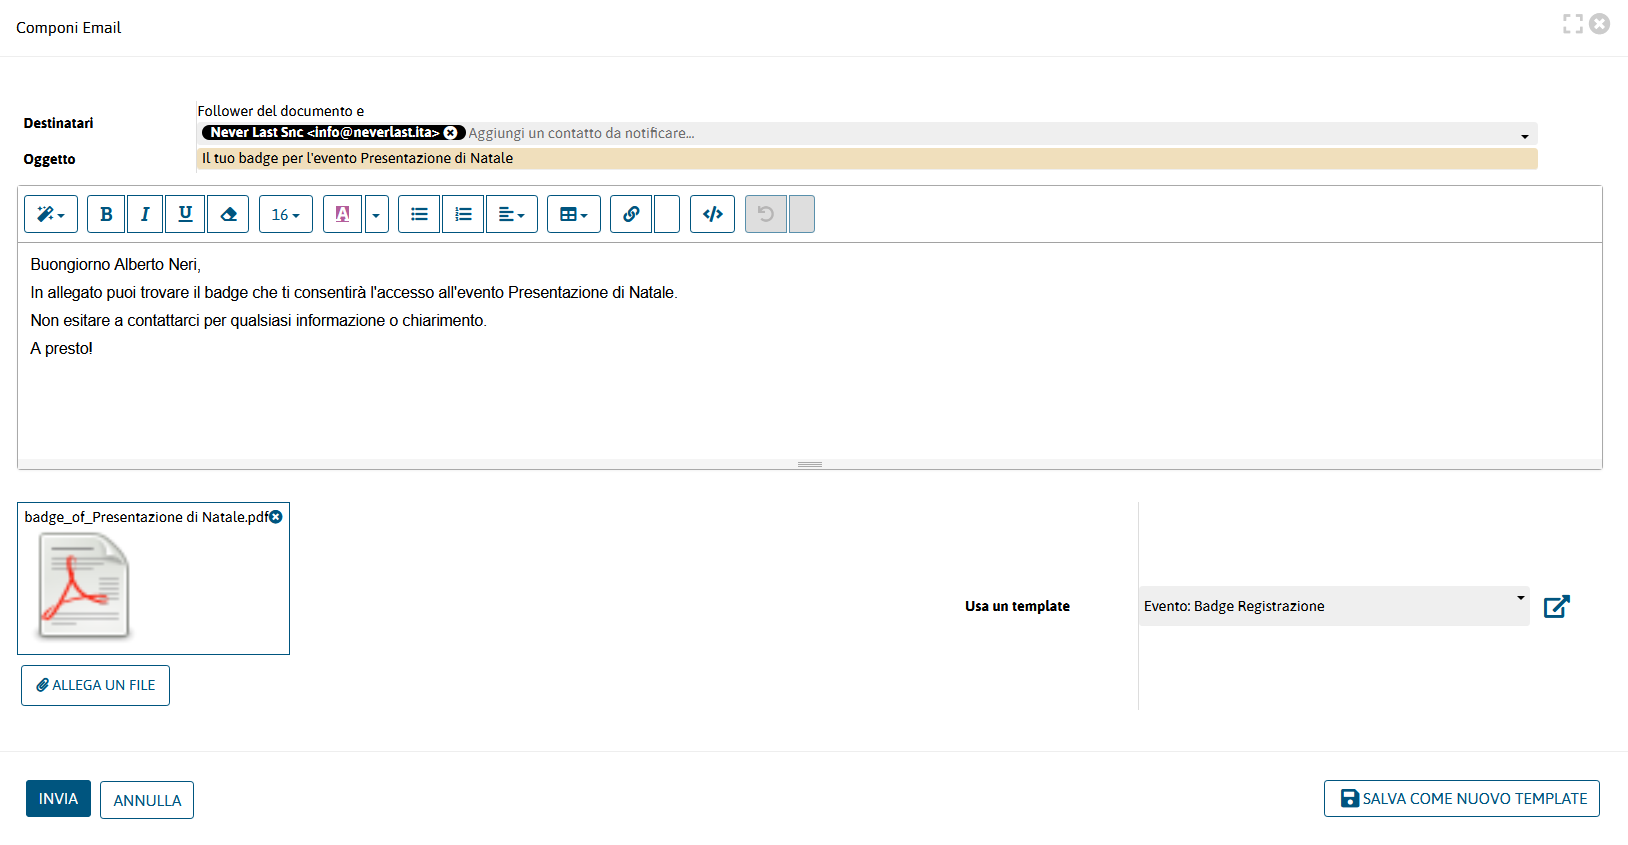 Componi Email
Follower del documento e
Destinatari
Never Last Snc <info@neverlast.ita> Aggiungi un contatto da notificare...
Oggetto
Il tuo badge per l'evento Presentazione di Natale
B I U 16 A
Buongiorno Alberto Neri,
In allegato puoi trovare il badge che ti consentirà l'accesso all'evento Presentazione di Natale.
Non esitare a contattarci per qualsiasi informazione o chiarimento.
A presto!
badge_of_Presentazione di Natale.pdf
Usa un template
Evento: Badge Registrazione
ALLEGA UN FILE
INVIA
ANNULLA
SALVA COME NUOVO TEMPLATE